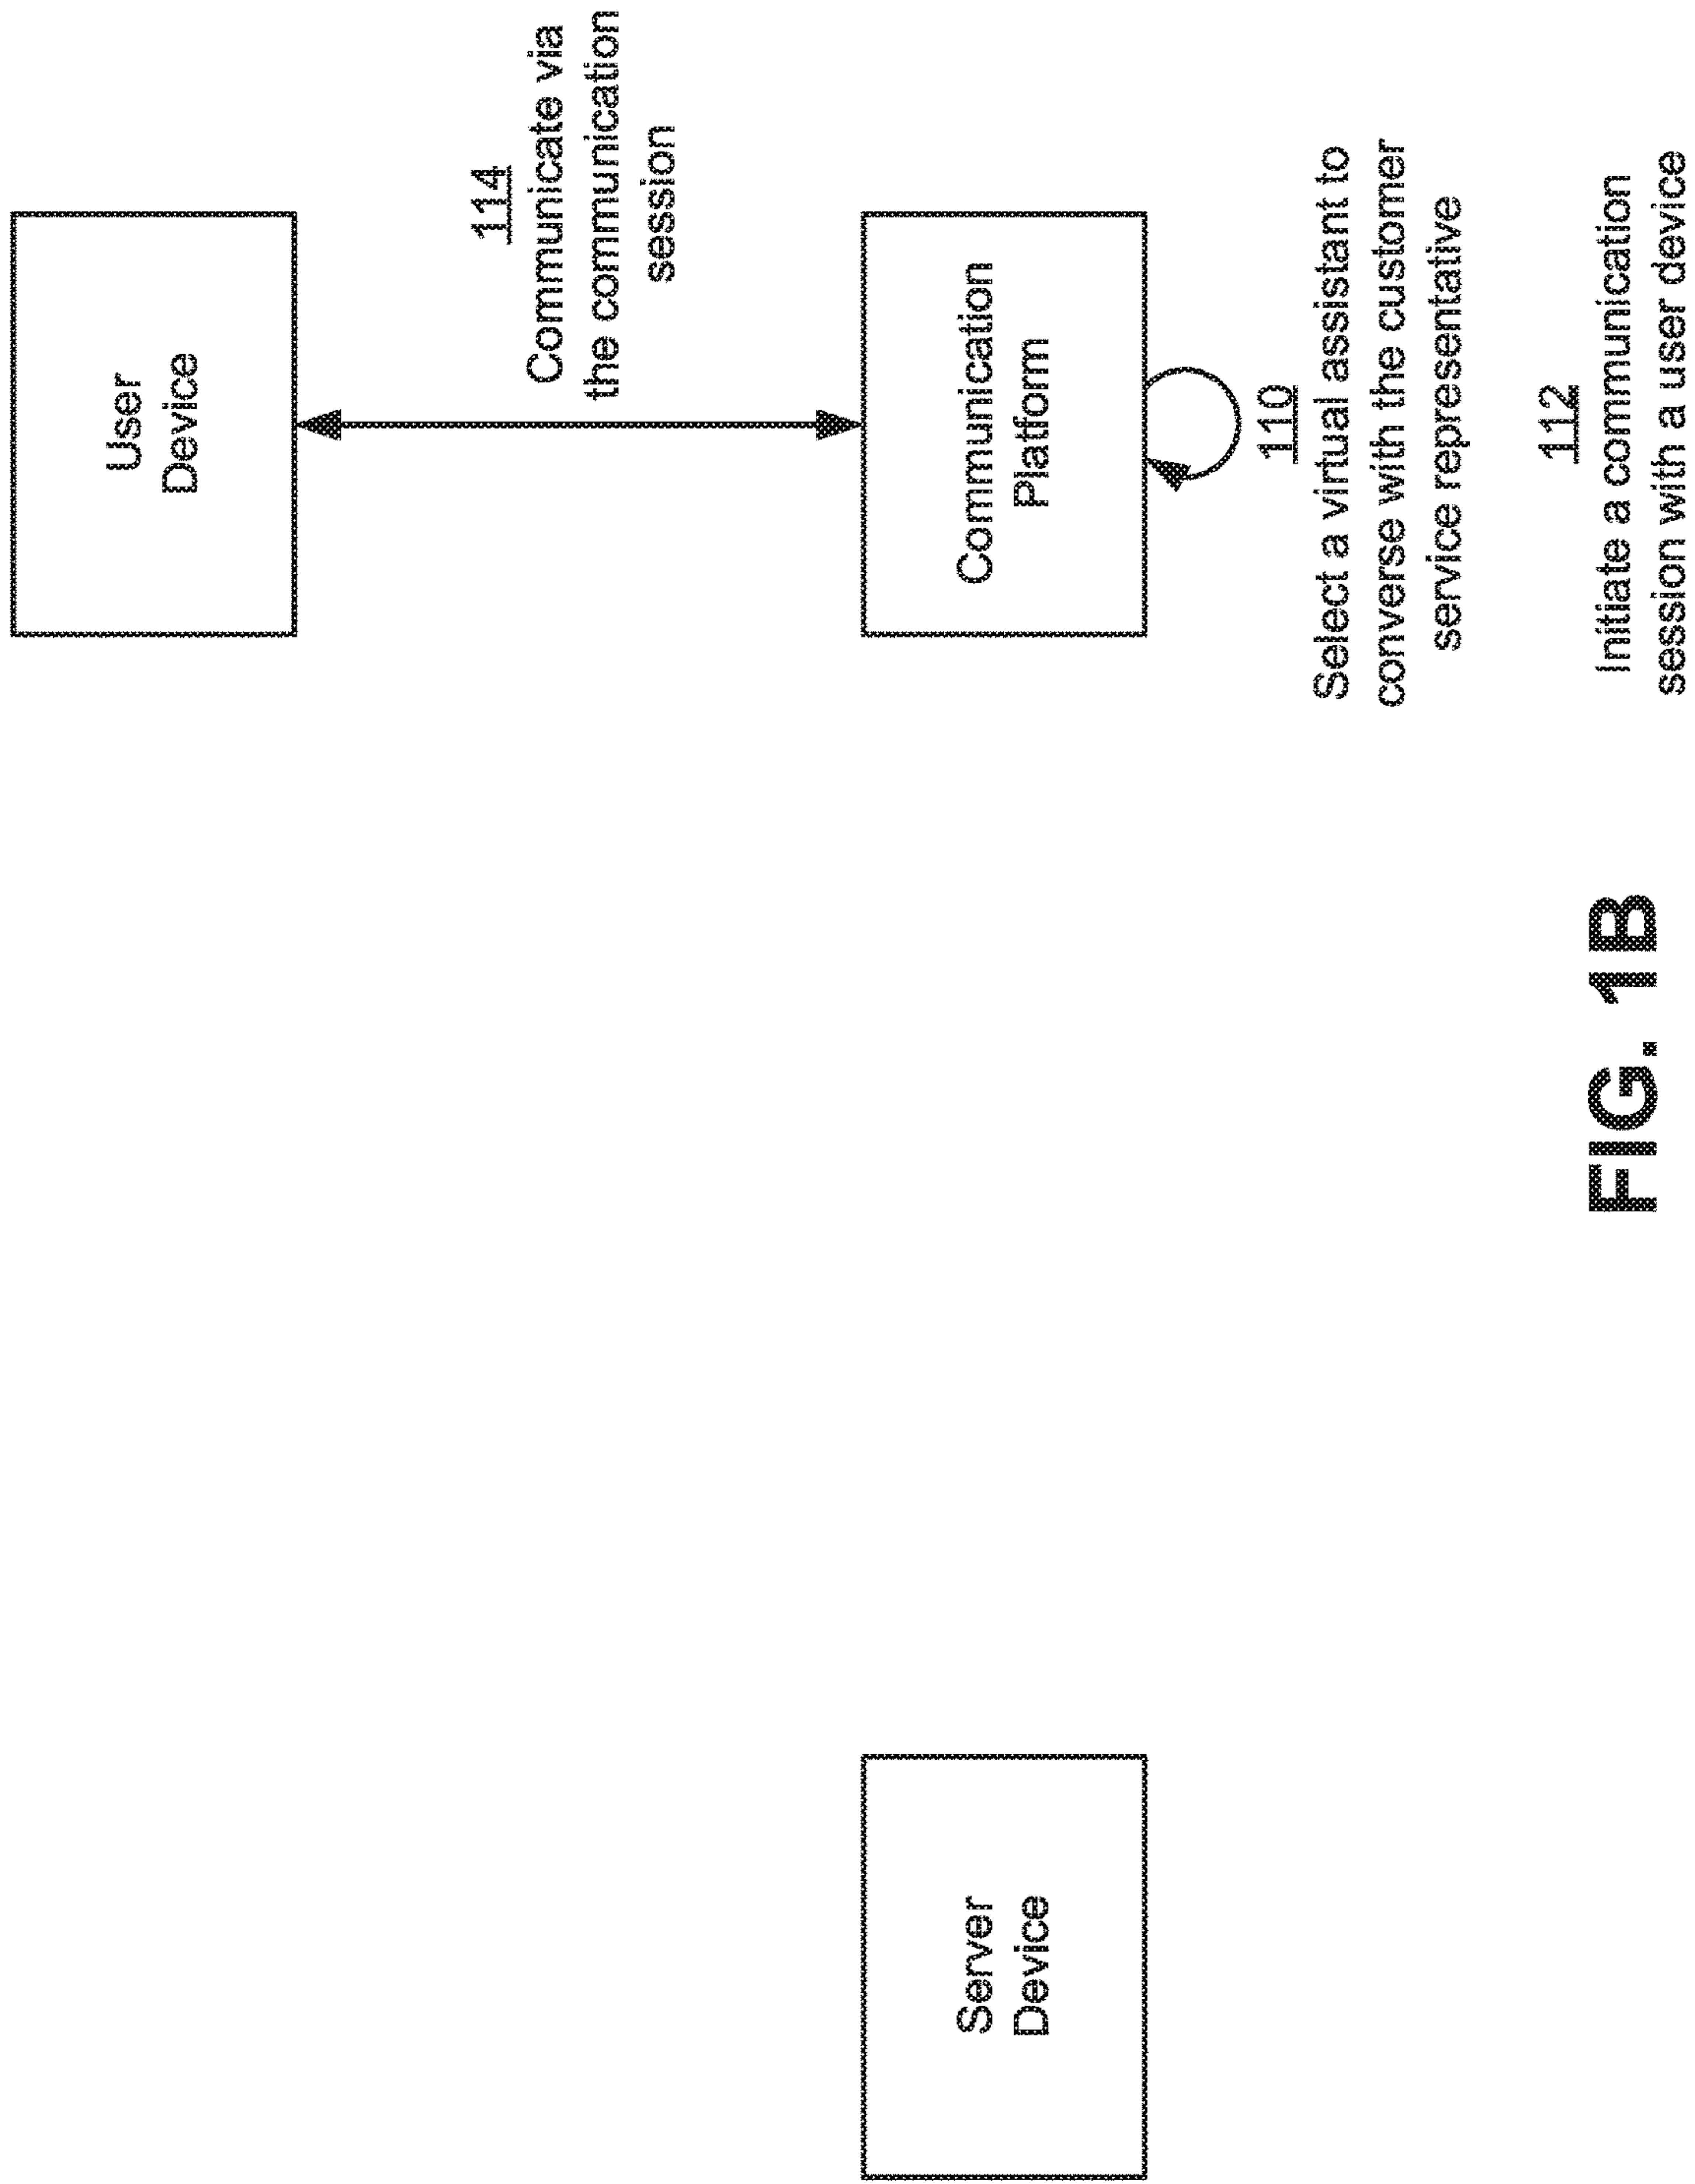 User
Device
114
Communicate via
the communication
session
Server
Device
Communication
Platform
110
Select a virtual assistant to
converse with the customer
service representative
112
Initiate a communication
session with a user device
FIG. 1B